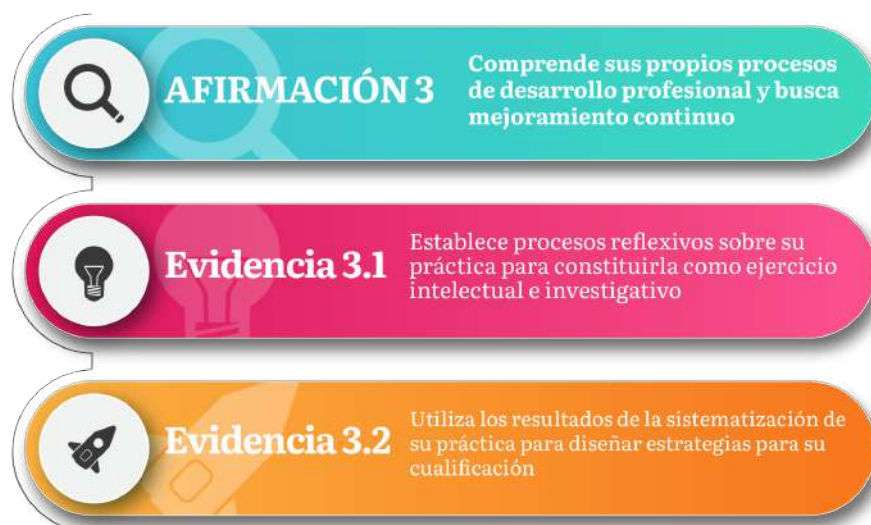 AFIRMACIÓN 3
Comprende sus propios procesos
de desarrollo profesional y busca
mejoramiento continuo
Evidencia 3.1
Establece procesos reflexivos sobre su
práctica para constituirla como ejercicio
intelectual e investigativo
Evidencia 3.2
Utiliza los resultados de la sistematización de
su práctica para diseñar estrategias para su
cualificación